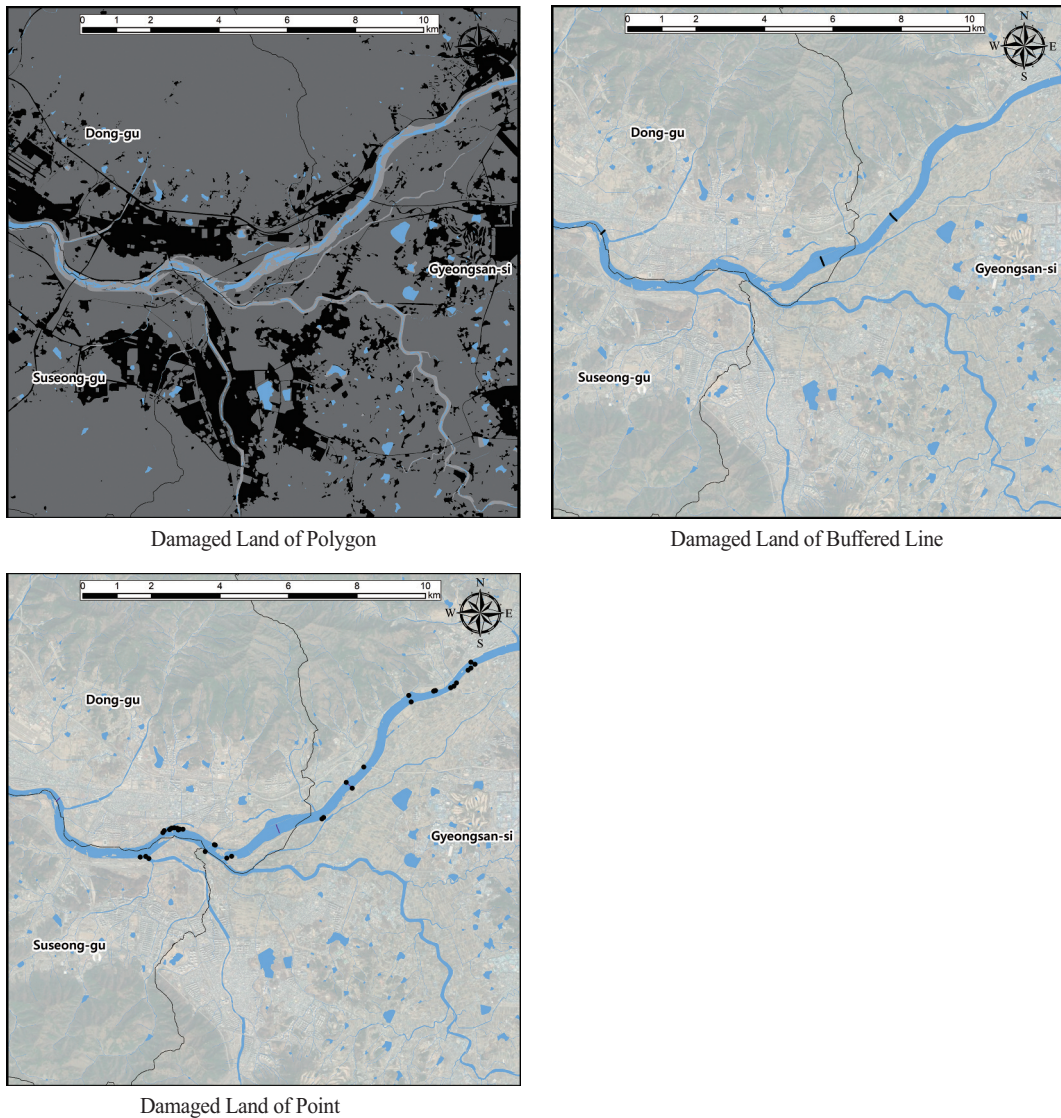 0 1 2 4 6 8 10
km
N
W E
S
Dong-gu
Gyeongsan-si
Suseong-gu
Damaged Land of Polygon
0 1 2 4 6 8 10
km
N
W E
S
Dong-gu
Gyeongsan-si
Suseong-gu
Damaged Land of Buffered Line
0 1 2 4 6 8 10
km
N
W E
S
Dong-gu
Gyeongsan-si
Suseong-gu
Damaged Land of Point